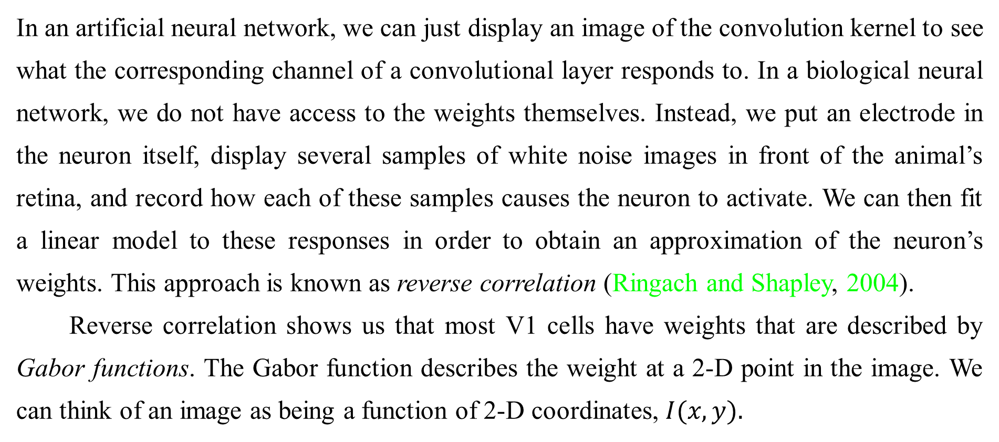 In an artificial neural network, we can just display an image of the convolution kernel to see
what the corresponding channel of a convolutional layer responds to. In a biological neural
network, we do not have access to the weights themselves. Instead, we put an electrode in
the neuron itself, display several samples of white noise images in front of the animal’s
retina, and record how each of these samples causes the neuron to activate. We can then fit
a linear model to these responses in order to obtain an approximation of the neuron’s
weights. This approach is known as reverse correlation (Ringach and Shapley, 2004).
Reverse correlation shows us that most V1 cells have weights that are described by
Gabor functions. The Gabor function describes the weight at a 2-D point in the image. We
can think of an image as being a function of 2-D coordinates, I(x, y).